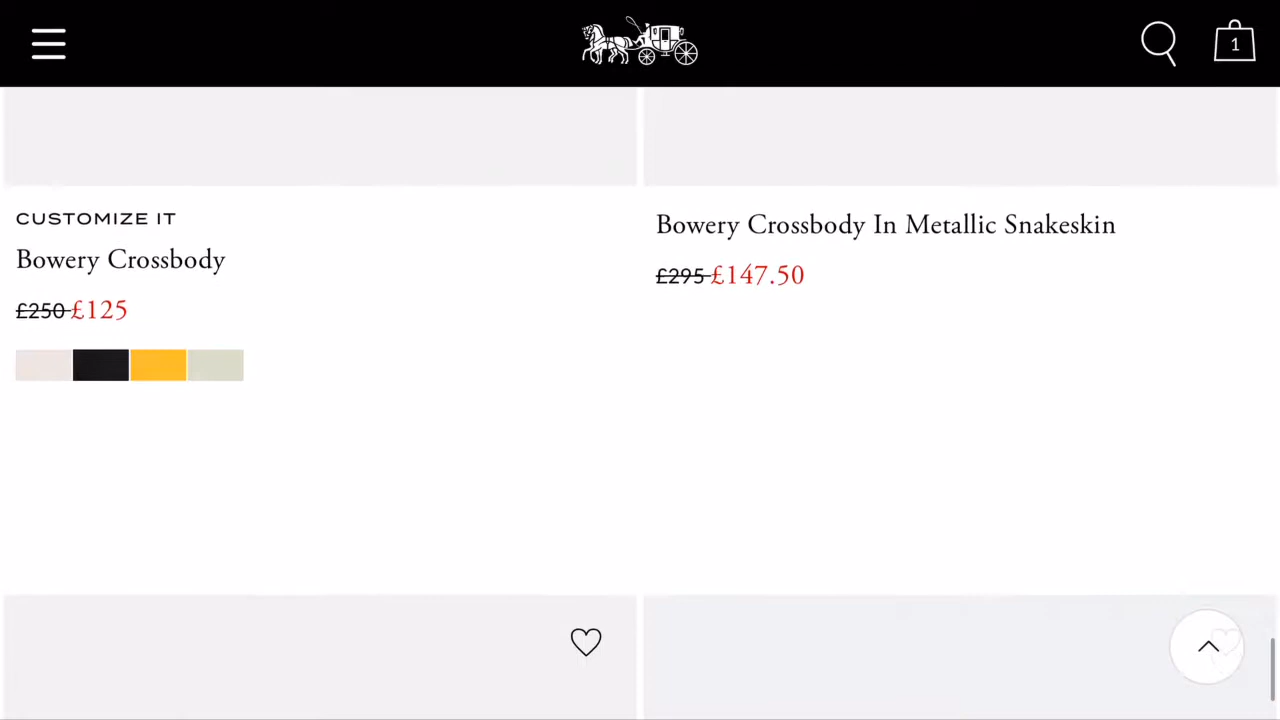 1
CUSTOMIZE IT
Bowery Crossbody
£250 £125
Bowery Crossbody In Metallic Snakeskin
£295 £147.50